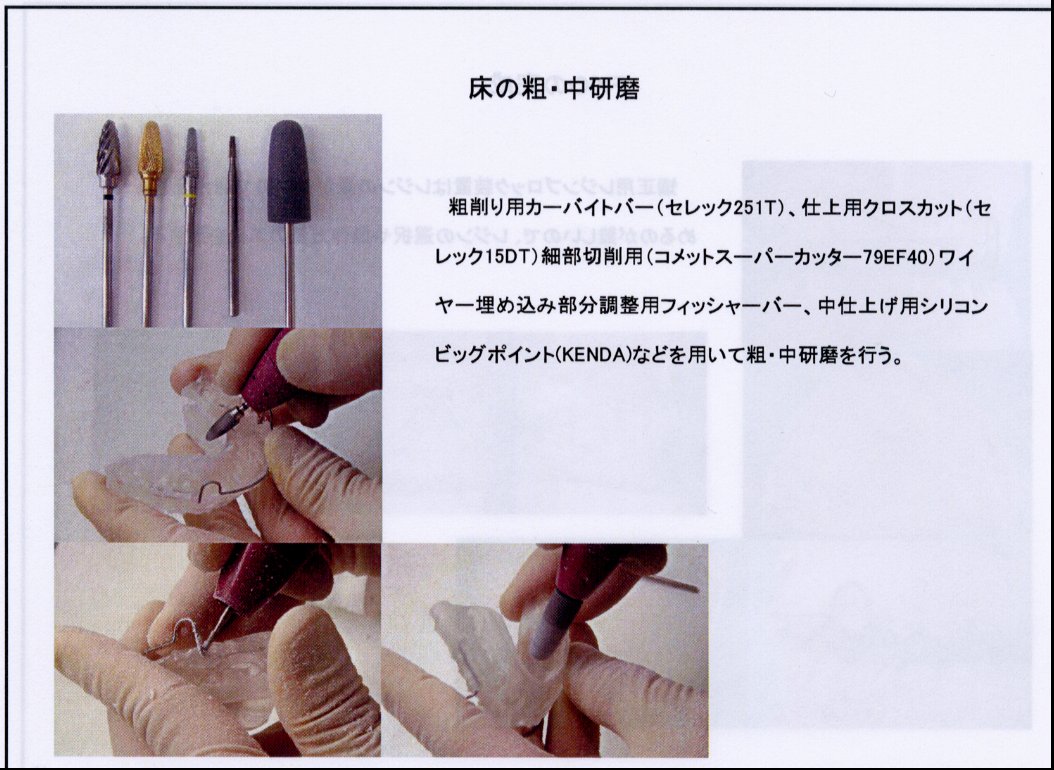 床の粗・中研磨
粗削り用カーバイトバー(セレック251T)、仕上用クロスカット(セ
レック15DT)細部切削用(コメットスーパーカッター79EF40)ワイ
ヤー埋め込み部分調整用フィッシャーバー、中仕上げ用シリコン
ビッグポイント(KENDA)などを用いて粗・中研磨を行う。